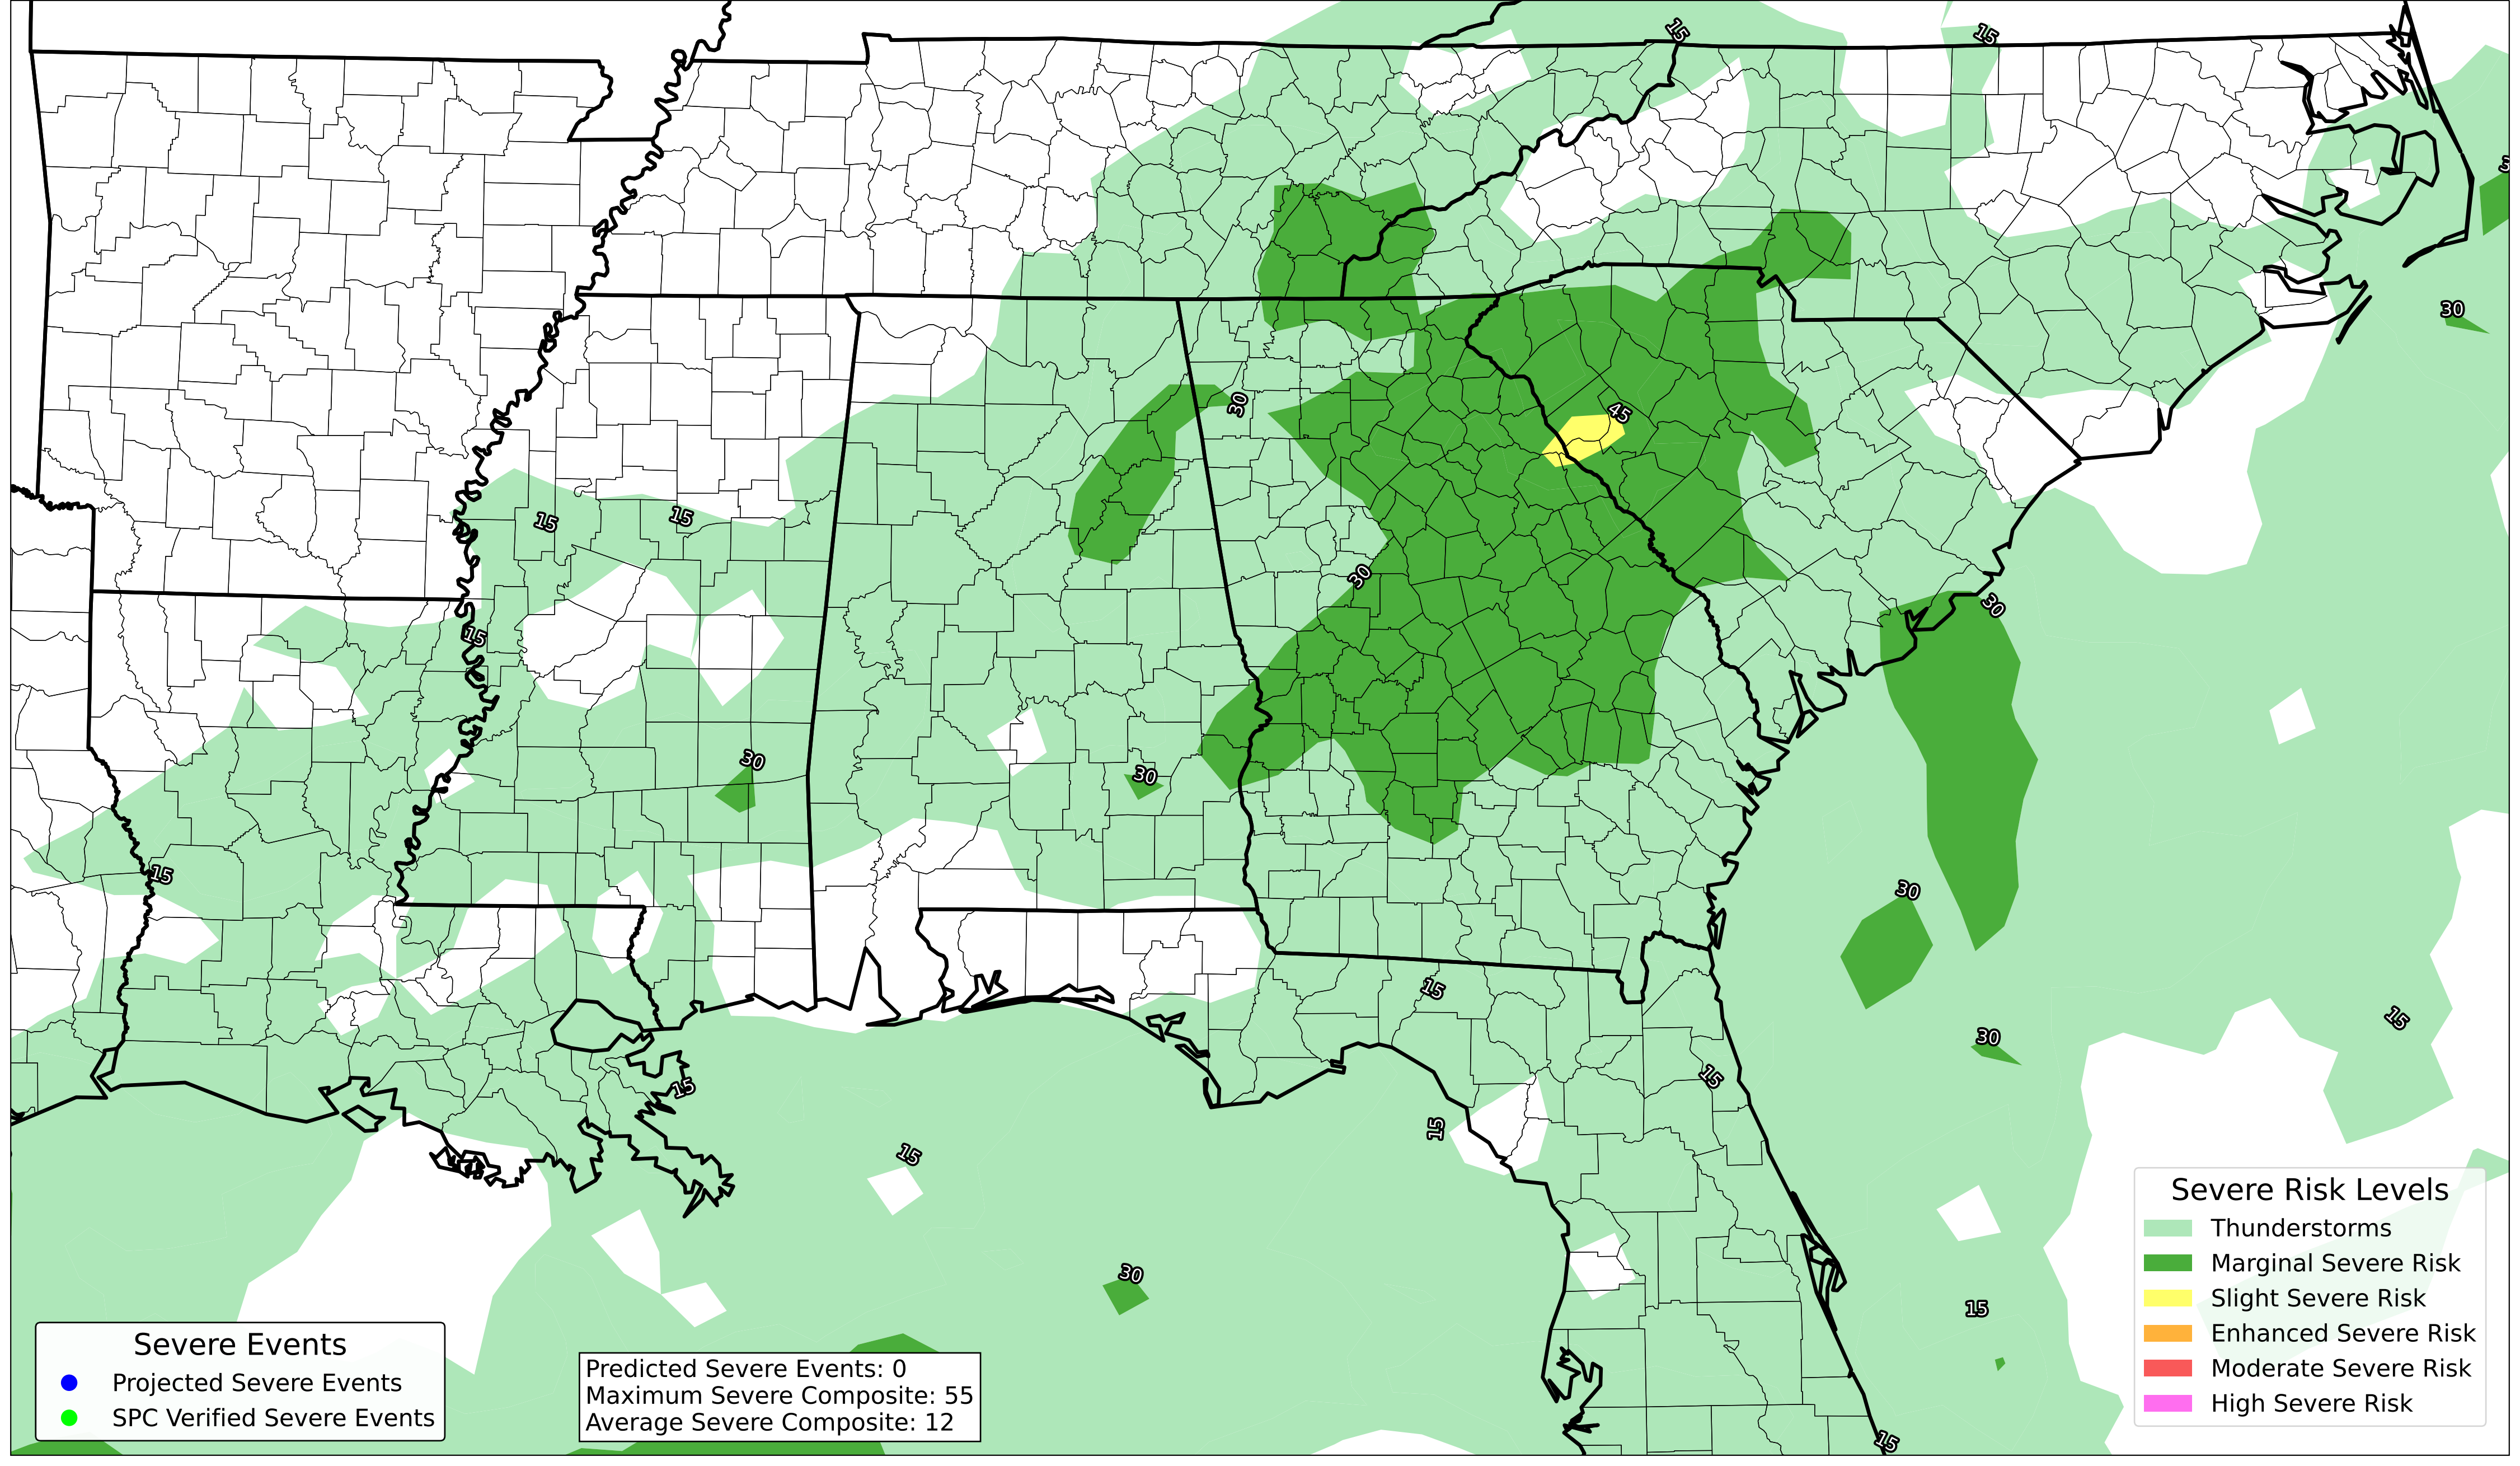 15
15
3
30
30
45
15
15
30
30
15
30
30
30
15
15
30
15
30
15
15
15
15
30
15
15
Severe Risk Levels
Thunderstorms
Marginal Severe Risk
Slight Severe Risk
Enhanced Severe Risk
Moderate Severe Risk
High Severe Risk
Severe Events
Projected Severe Events
SPC Verified Severe Events
Predicted Severe Events: 0
Maximum Severe Composite: 55
Average Severe Composite: 12